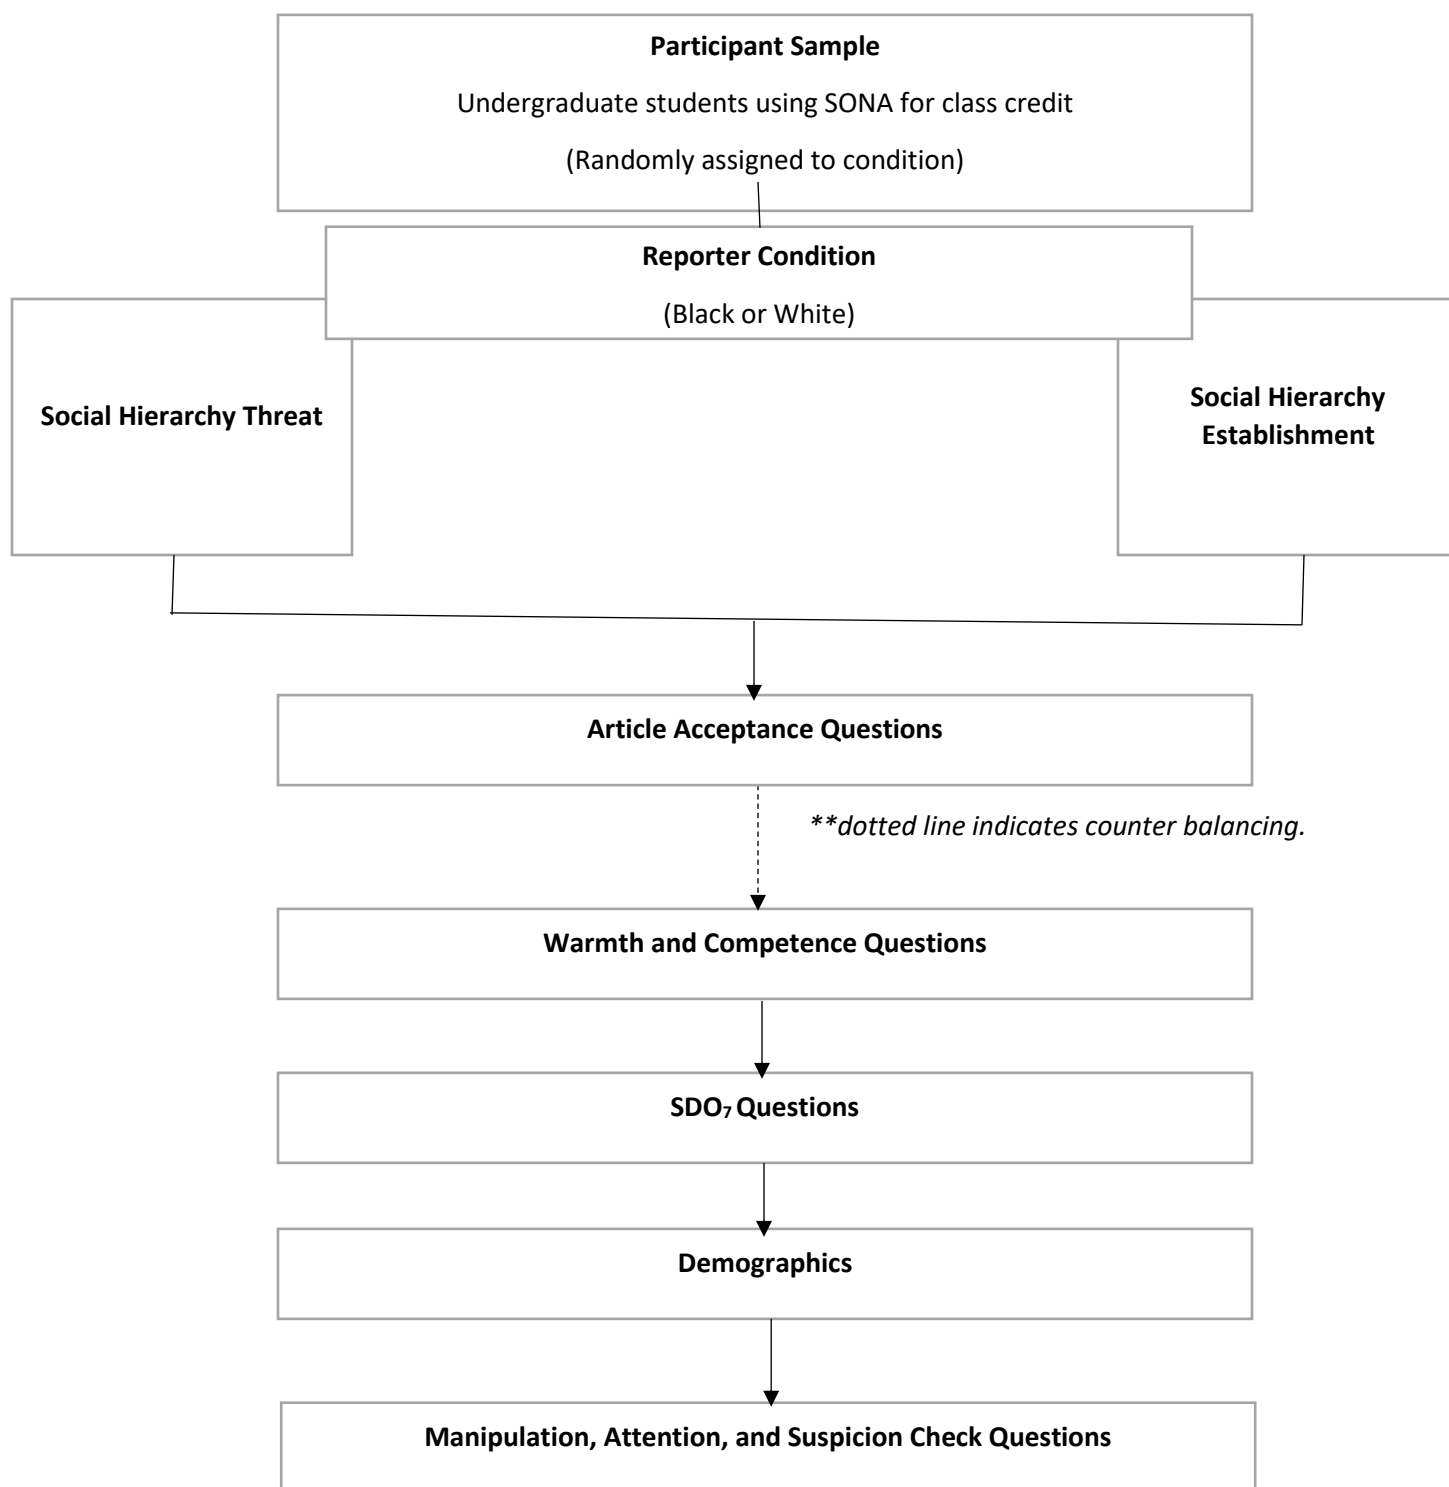 Participant Sample
Undergraduate students using SONA for class credit
(Randomly assigned to condition)
Reporter Condition
(Black or White)
Social Hierarchy Threat
Social Hierarchy
Establishment
Article Acceptance Questions
**dotted line indicates counter balancing.
Warmth and Competence Questions
SDO₇ Questions
Demographics
Manipulation, Attention, and Suspicion Check Questions